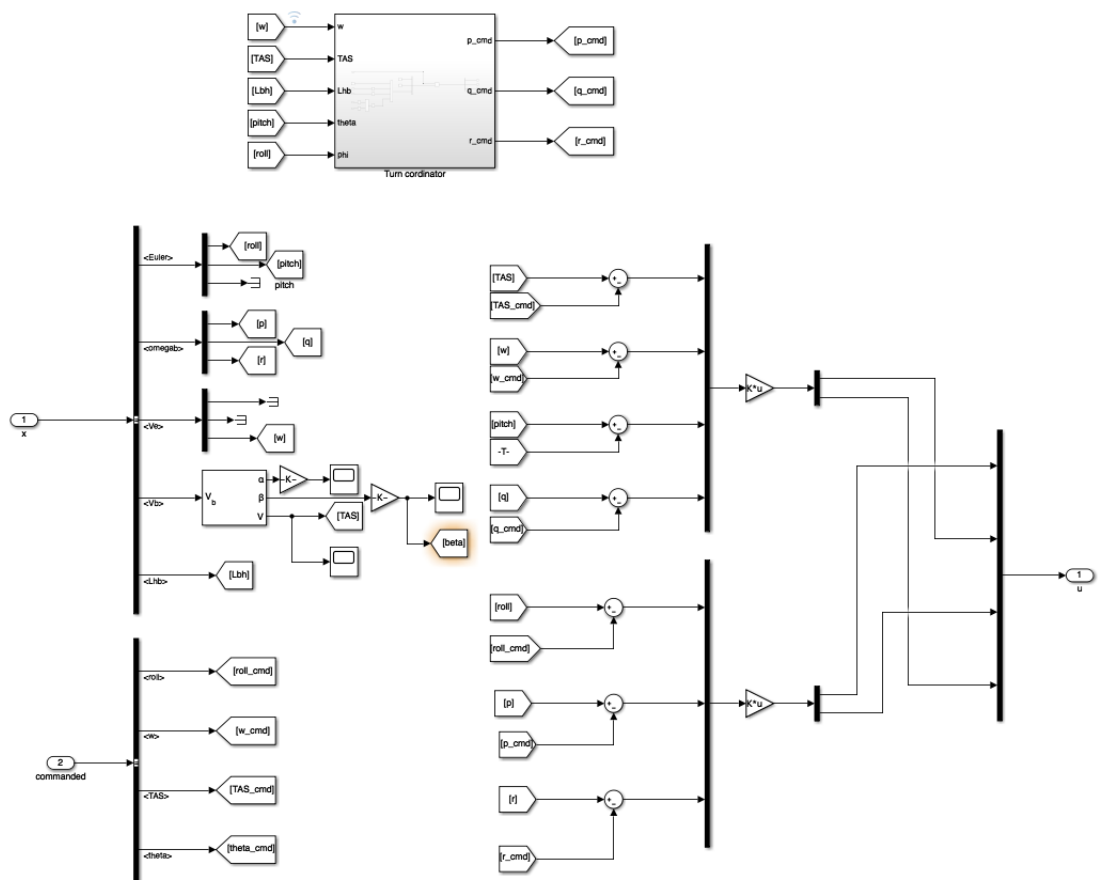 [w]
w
p_cmd
[p_cmd]
[TAS]
TAS
[Lbh]
Lhb
q_cmd
[q_cmd]
[pitch]
theta
[roll]
phi
r_cmd
[r_cmd]
Turn cordinator
1
x
<Euler>
[roll]
[pitch]
pitch
<omegab>
[p]
[q]
[r]
<Ve>
[w]
<Vb>
V b
α
β
V
-K-
-K-
[TAS]
[beta]
<Lhb>
[Lbh]
2
commanded
<roll>
[roll_cmd]
<w>
[w_cmd]
<TAS>
[TAS_cmd]
<theta>
[theta_cmd]
[TAS]
+
-
[TAS_cmd]
[w]
+
-
[w_cmd]
[pitch]
+
-
-T-
[q]
+
-
[q_cmd]
K*u
[roll]
+
-
[roll_cmd]
[p]
+
-
[p_cmd]
[r]
+
-
[r_cmd]
K*u
1
u